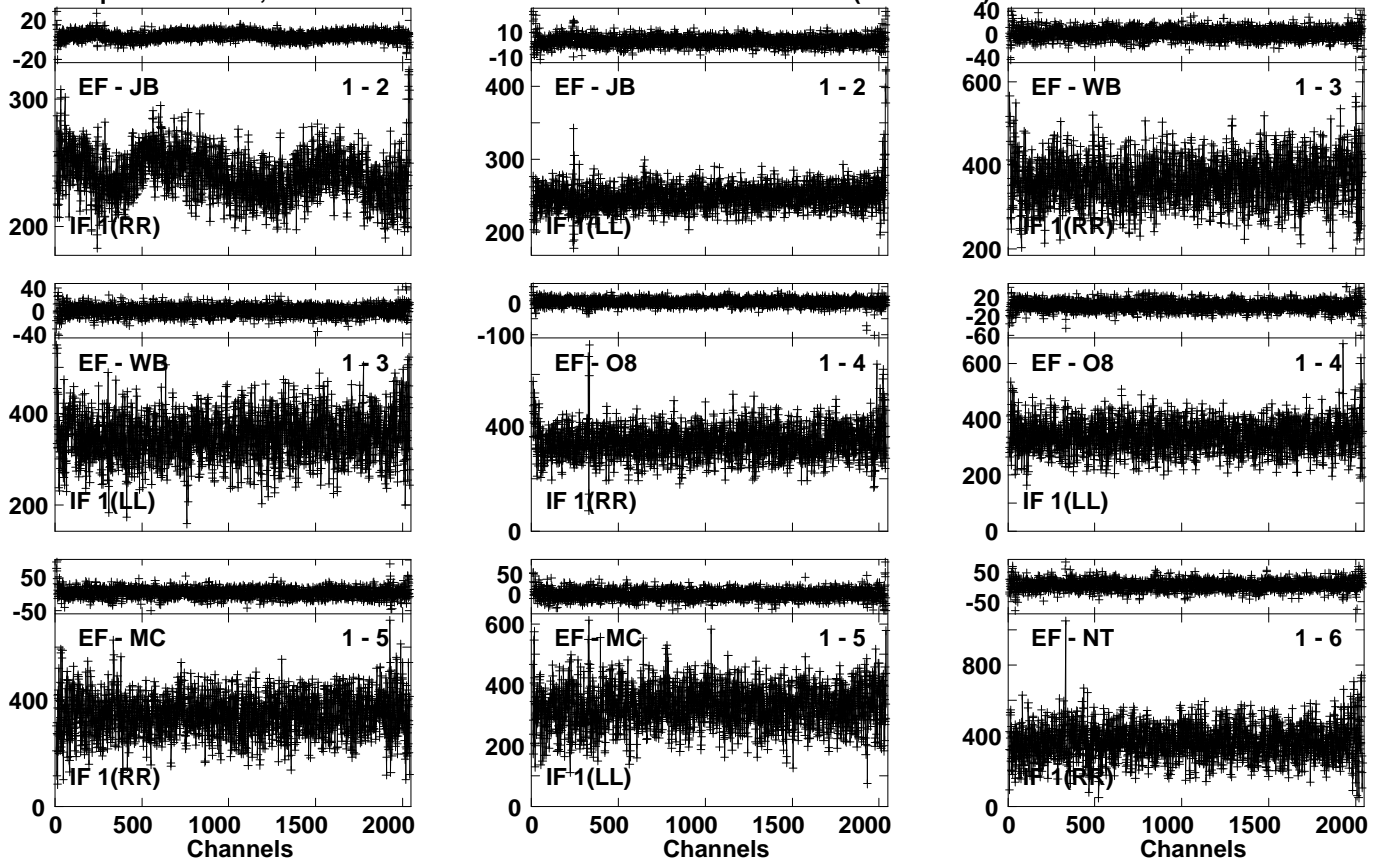 20
-20
EF - JB 1 - 2
300
200
IF 1(RR)
10
-10
EF - JB 1 - 2
400
300
200
IF 1(LL)
40
0
-40
EF - WB 1 - 3
600
400
200
IF 1(RR)
40
0
-40
EF - WB 1 - 3
400
200
IF 1(LL)
0
-100
EF - O8 1 - 4
400
0
IF 1(RR)
20
-20
-60
EF - O8 1 - 4
600
400
200
0
IF 1(LL)
50
-50
EF - MC 1 - 5
400
0
IF 1(RR)
0 500 1000 1500 2000
Channels
50
0
EF - MC 1 - 5
600
400
200
0
IF 1(LL)
0 500 1000 1500 2000
Channels
50
-50
EF - NT 1 - 6
800
400
0
IF 1(RR)
0 500 1000 1500 2000
Channels